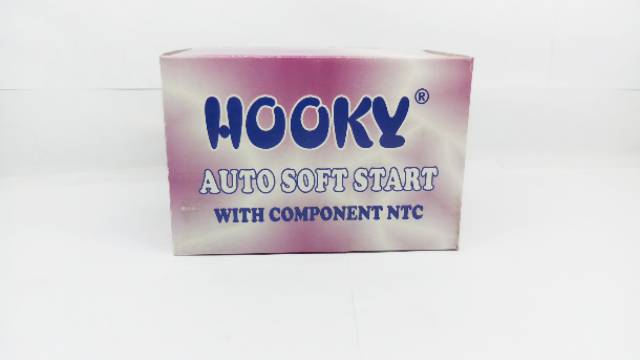 HOOKY®
AUTO SOFT START
WITH COMPONENT NTC